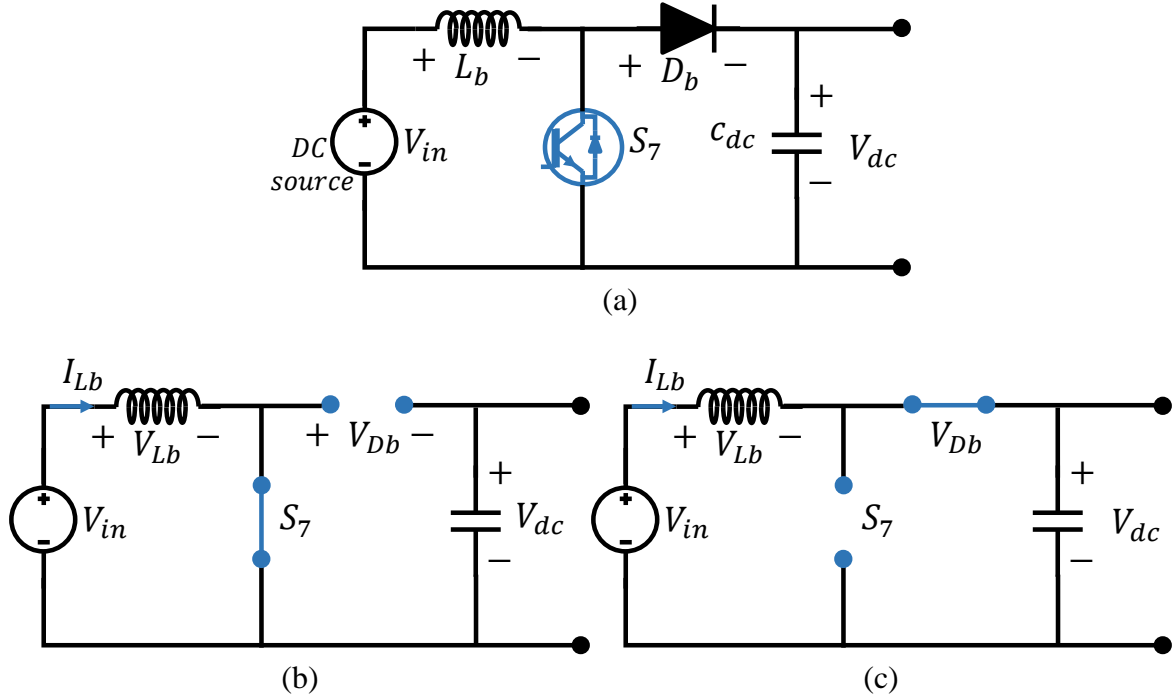 + L_b −
+ D_b −
DC source
+
−
V_in
S_7
c_dc
+
−
V_dc
(a)
I_Lb
+ V_Lb −
+ V_Db −
+
−
V_in
S_7
+
−
V_dc
(b)
I_Lb
+ V_Lb −
V_Db
+
−
V_in
S_7
+
−
V_dc
(c)